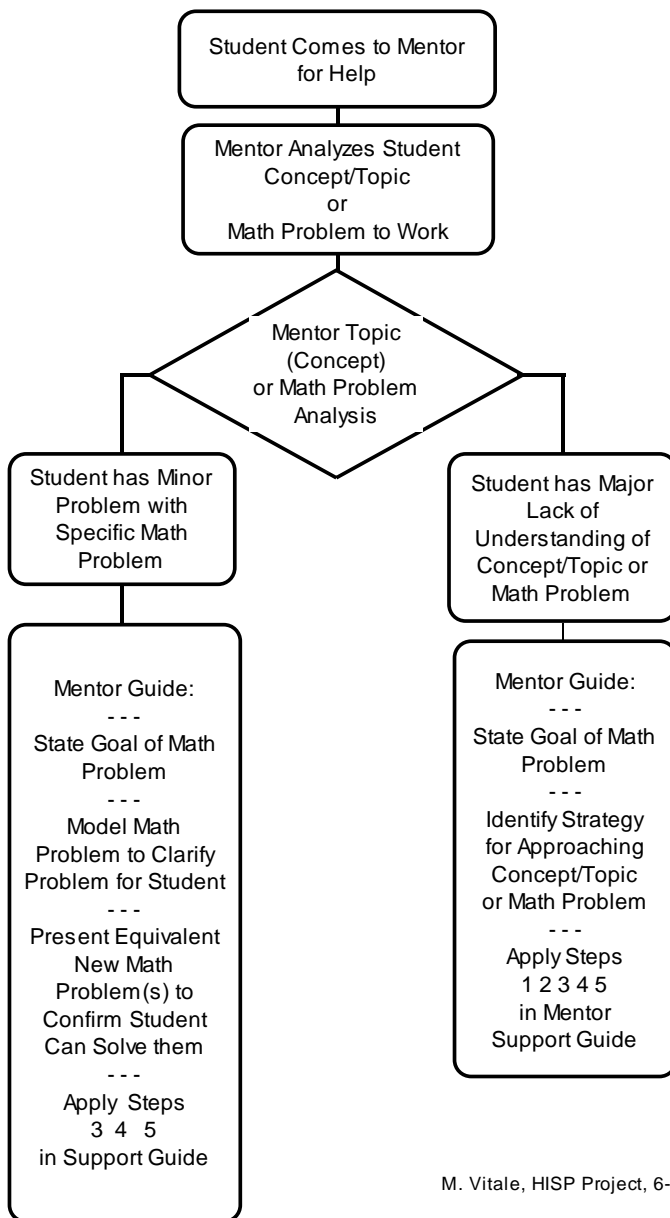 Student Comes to Mentor
for Help
Mentor Analyzes Student
Concept/Topic
or
Math Problem to Work
Mentor Topic
(Concept)
or Math Problem
Analysis
Student has Minor
Problem with
Specific Math
Problem
Student has Major
Lack of
Understanding of
Concept/Topic or
Math Problem
Mentor Guide:
- - -
State Goal of Math
Problem
- - -
Model Math
Problem to Clarify
Problem for Student
- - -
Present Equivalent
New Math
Problem(s) to
Confirm Student
Can Solve them
- - -
Apply Steps
3 4 5
in Support Guide
Mentor Guide:
- - -
State Goal of Math
Problem
- - -
Identify Strategy
for Approaching
Concept/Topic
or Math Problem
- - -
Apply Steps
1 2 3 4 5
in Mentor
Support Guide
M. Vitale, HISP Project, 6-